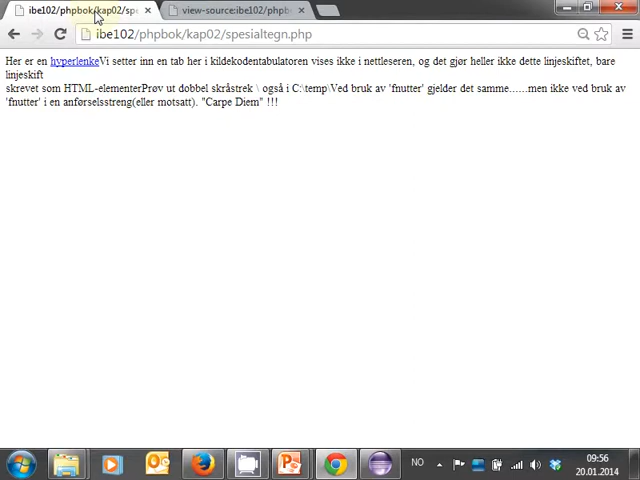 ibe102/phpbok/kap02/spe
view-source:ibe102/phpb
ibe102/phpbok/kap02/spesialtegn.php
Her er en hyperlenkeVi setter inn en tab her i kildekodentabulatoren vises ikke i nettleseren, og det gjør heller ikke dette linjeskiftet, bare
linjeskift
skrevet som HTML-elementerPrøv ut dobbel skråstrek \ også i C:\temp\Ved bruk av 'fnutter' gjelder det samme......men ikke ved bruk av
'fnutter' i en anførselsstreng(eller motsatt). "Carpe Diem" !!!
NO
09:56
20.01.2014